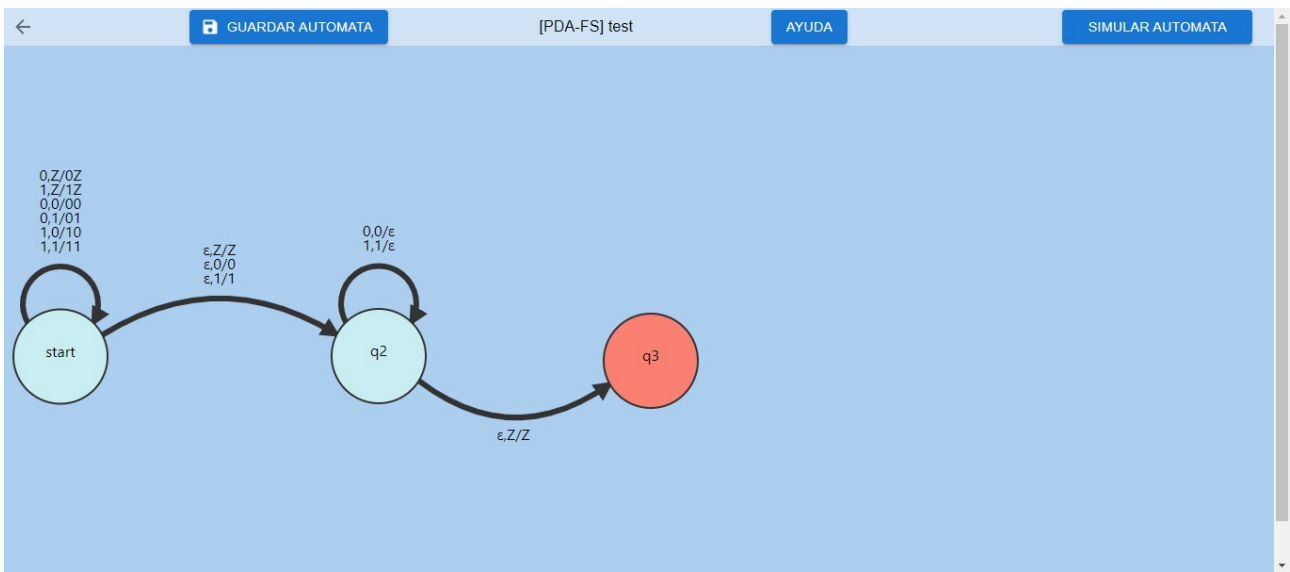 GUARDAR AUTOMATA
[PDA-FS] test
AYUDA
SIMULAR AUTOMATA
0,Z/0Z
1,Z/1Z
0,0/00
0,1/01
1,0/10
1,1/11
ε,Z/Z
ε,0/0
ε,1/1
0,0/ε
1,1/ε
start
q2
q3
ε,Z/Z